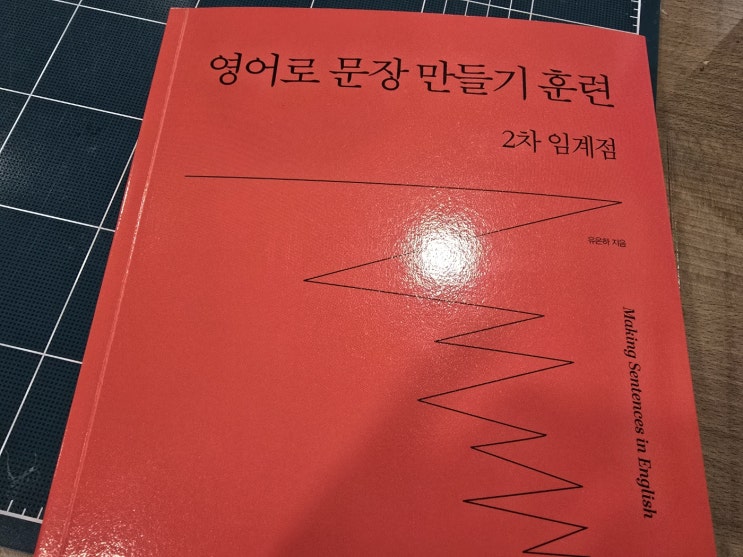 영어로 문장 만들기 훈련
2차 임계점
유은하 지음
Making Sentences in English